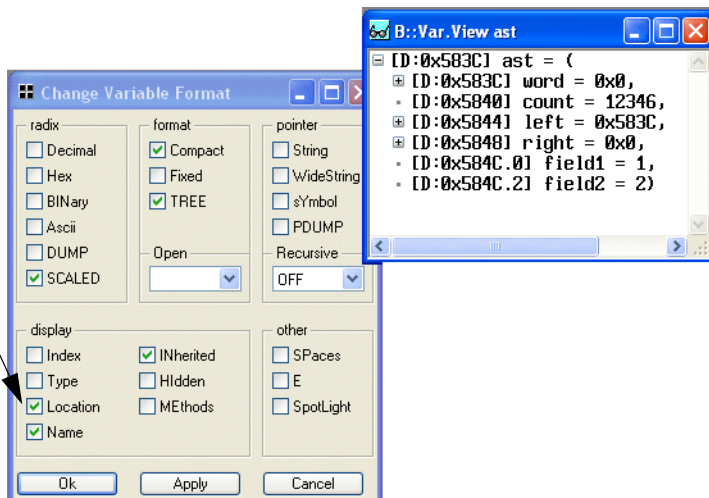 B::Var.View ast
[D:0x583C] ast = (
[D:0x583C] word = 0x0,
[D:0x5840] count = 12346,
[D:0x5844] left = 0x583C,
[D:0x5848] right = 0x0,
[D:0x584C.0] field1 = 1,
[D:0x584C.2] field2 = 2)
Change Variable Format
radix
Decimal
Hex
BINary
Ascii
DUMP
SCALED
format
Compact
Fixed
TREE
Open
pointer
String
WideString
sYmbol
PDUMP
Recursive
OFF
display
Index
Type
Location
Name
INherited
HIdden
MEthods
other
SPaces
E
SpotLight
Ok
Apply
Cancel